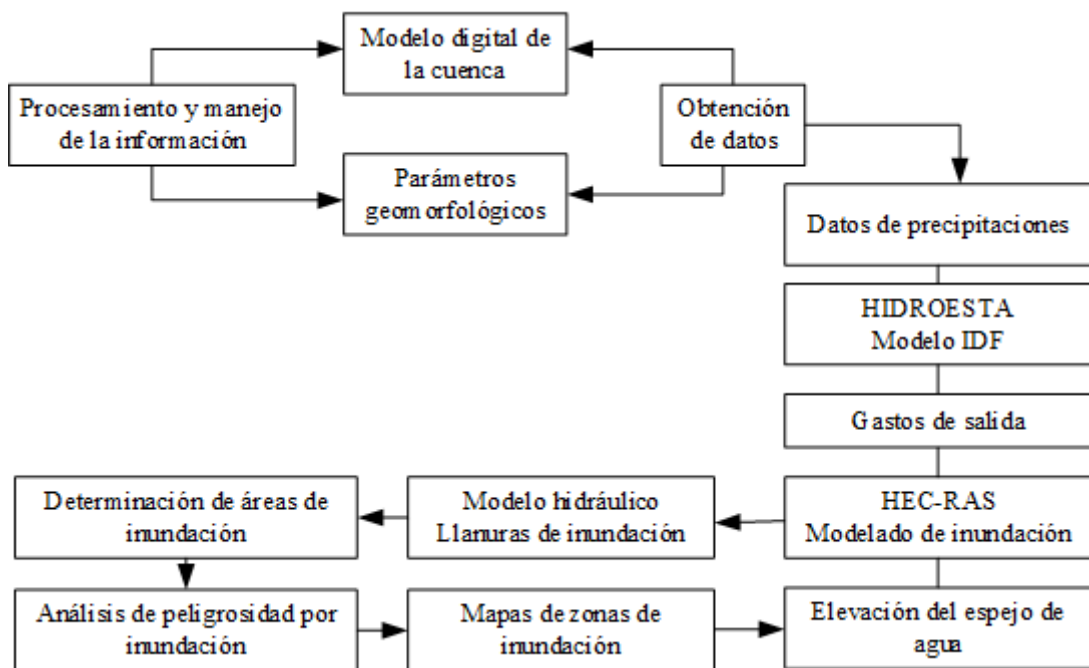 Modelo digital de
la cuenca
Procesamiento y manejo
de la información
Obtención
de datos
Parámetros
geomorfológicos
Datos de precipitaciones
HIDROESTA
Modelo IDF
Gastos de salida
HEC-RAS
Modelado de inundación
Modelo hidráulico
Llanuras de inundación
Determinación de áreas de
inundación
Análisis de peligrosidad por
inundación
Mapas de zonas de
inundación
Elevación del espejo de
agua